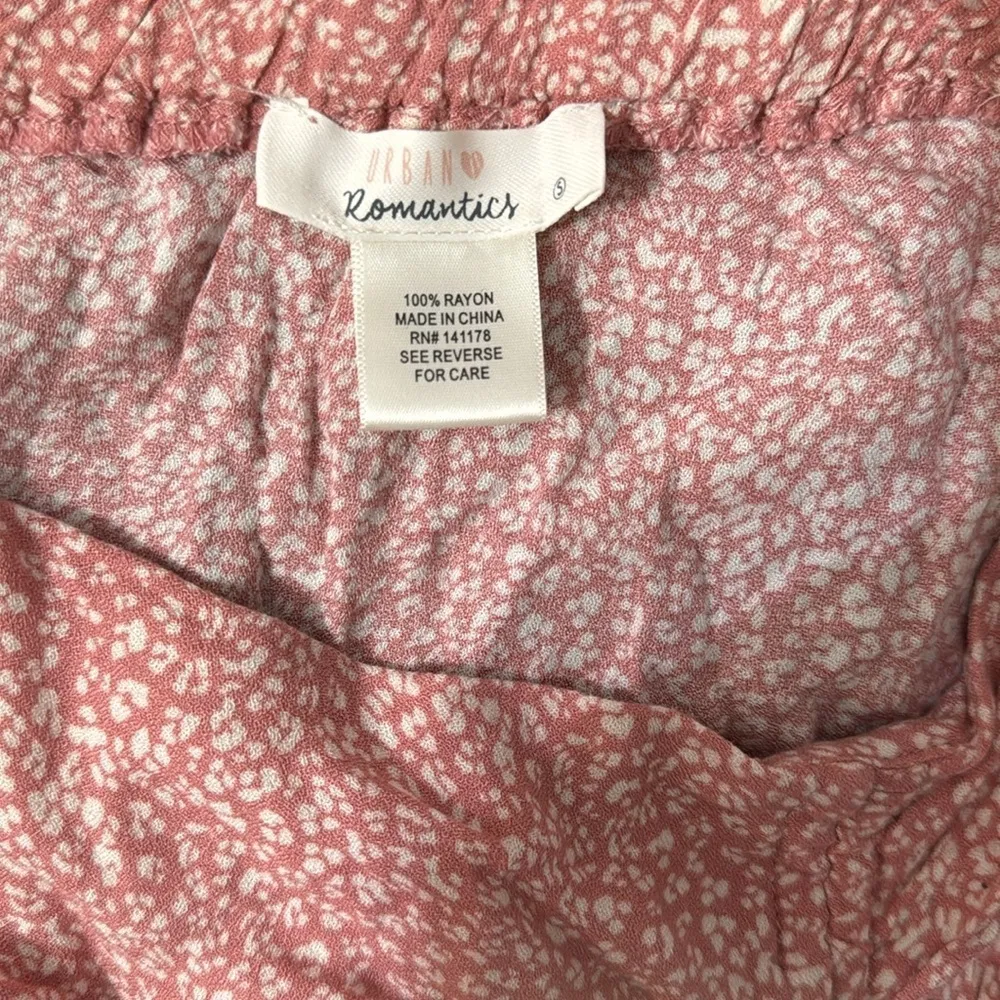 URBAN
Romantics
S
100% RAYON
MADE IN CHINA
RN# 141178
SEE REVERSE
FOR CARE